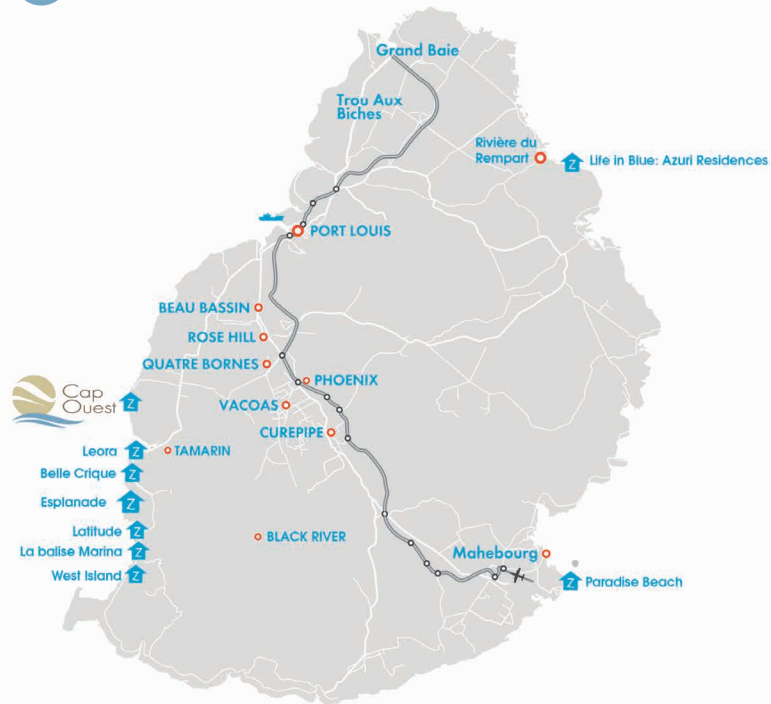 Grand Baie
Trou Aux
Biches
Rivière du
Rempart
Z
Life in Blue: Azuri Residences
PORT LOUIS
BEAU BASSIN
ROSE HILL
QUATRE BORNES
PHOENIX
Cap
Ouest
Z
VACOAS
CUREPIPE
Leora
Z
TAMARIN
Belle Crique
Z
Esplanade
Z
Latitude
Z
BLACK RIVER
La balise Marina
Z
Mahebourg
West Island
Z
Z
Paradise Beach